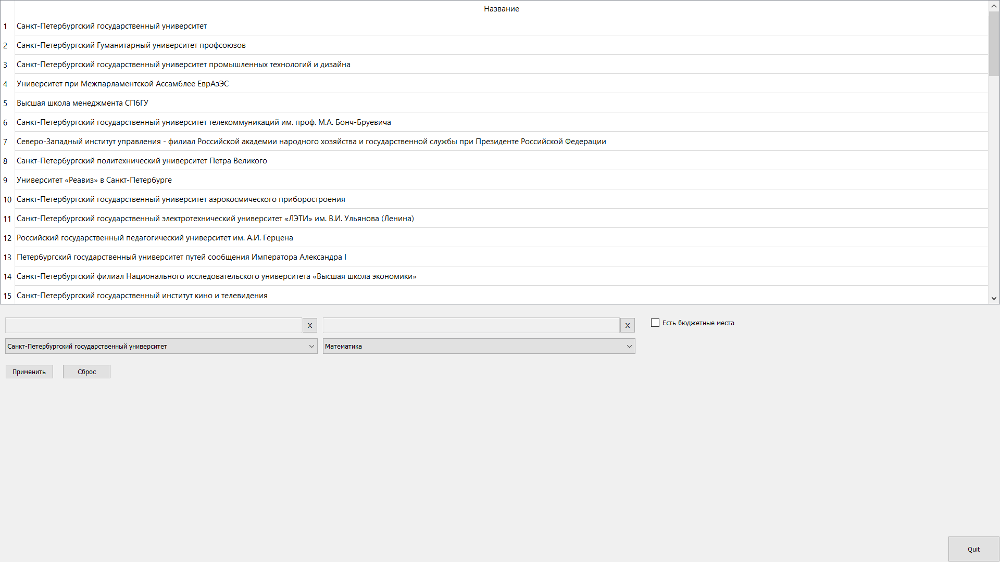 Название
1 Санкт-Петербургский государственный университет
2 Санкт-Петербургский Гуманитарный университет профсоюзов
3 Санкт-Петербургский государственный университет промышленных технологий и дизайна
4 Университет при Межпарламентской Ассамблее ЕврАзЭС
5 Высшая школа менеджмента СПбГУ
6 Санкт-Петербургский государственный университет телекоммуникаций им. проф. М.А. Бонч-Бруевича
7 Северо-Западный институт управления - филиал Российской академии народного хозяйства и государственной службы при Президенте Российской Федерации
8 Санкт-Петербургский политехнический университет Петра Великого
9 Университет «Реавиз» в Санкт-Петербурге
10 Санкт-Петербургский государственный университет аэрокосмического приборостроения
11 Санкт-Петербургский государственный электротехнический университет «ЛЭТИ» им. В.И. Ульянова (Ленина)
12 Российский государственный педагогический университет им. А.И. Герцена
13 Петербургский государственный университет путей сообщения Императора Александра I
14 Санкт-Петербургский филиал Национального исследовательского университета «Высшая школа экономики»
15 Санкт-Петербургский государственный институт кино и телевидения
X X Есть бюджетные места
Санкт-Петербургский государственный университет Математика
Применить Сброс
Quit